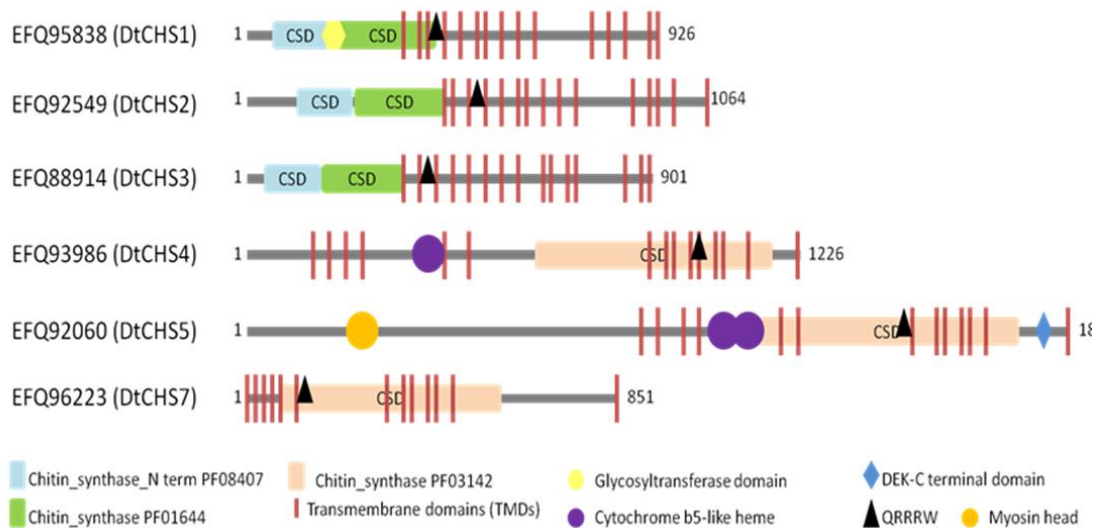 EFQ95838 (DtCHS1) 1 CSD CSD 926
EFQ92549 (DtCHS2) 1 CSD CSD 1064
EFQ88914 (DtCHS3) 1 CSD CSD 901
EFQ93986 (DtCHS4) 1 CSD 1226
EFQ92060 (DtCHS5) 1 CSD
EFQ96223 (DtCHS7) 1 CSD 851
Chitin_synthase_N term PF08407 Chitin_synthase PF03142 Glycosyltransferase domain DEK-C terminal domain
Chitin_synthase PF01644 Transmembrane domains (TMDs) Cytochrome b5-like heme QRRRW Myosin head